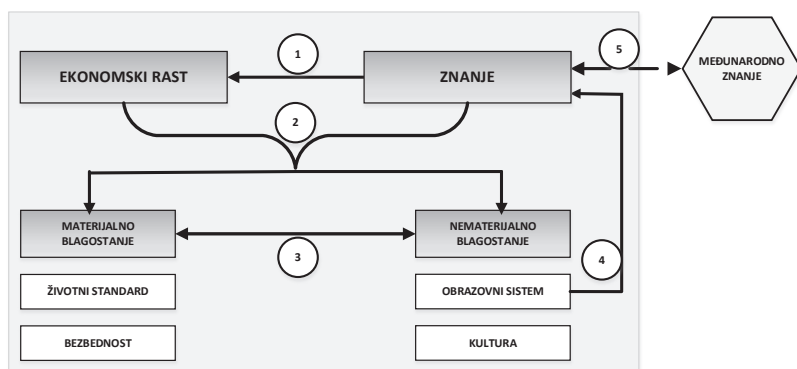 1
5
EKONOMSKI RAST
ZNANJE
MEĐUNARODNO
ZNANJE
2
MATERIJALNO
BLAGOSTANJE
NEMATERIJALNO
BLAGOSTANJE
3
4
ŽIVOTNI STANDARD
OBRAZOVNI SISTEM
BEZBEDNOST
KULTURA